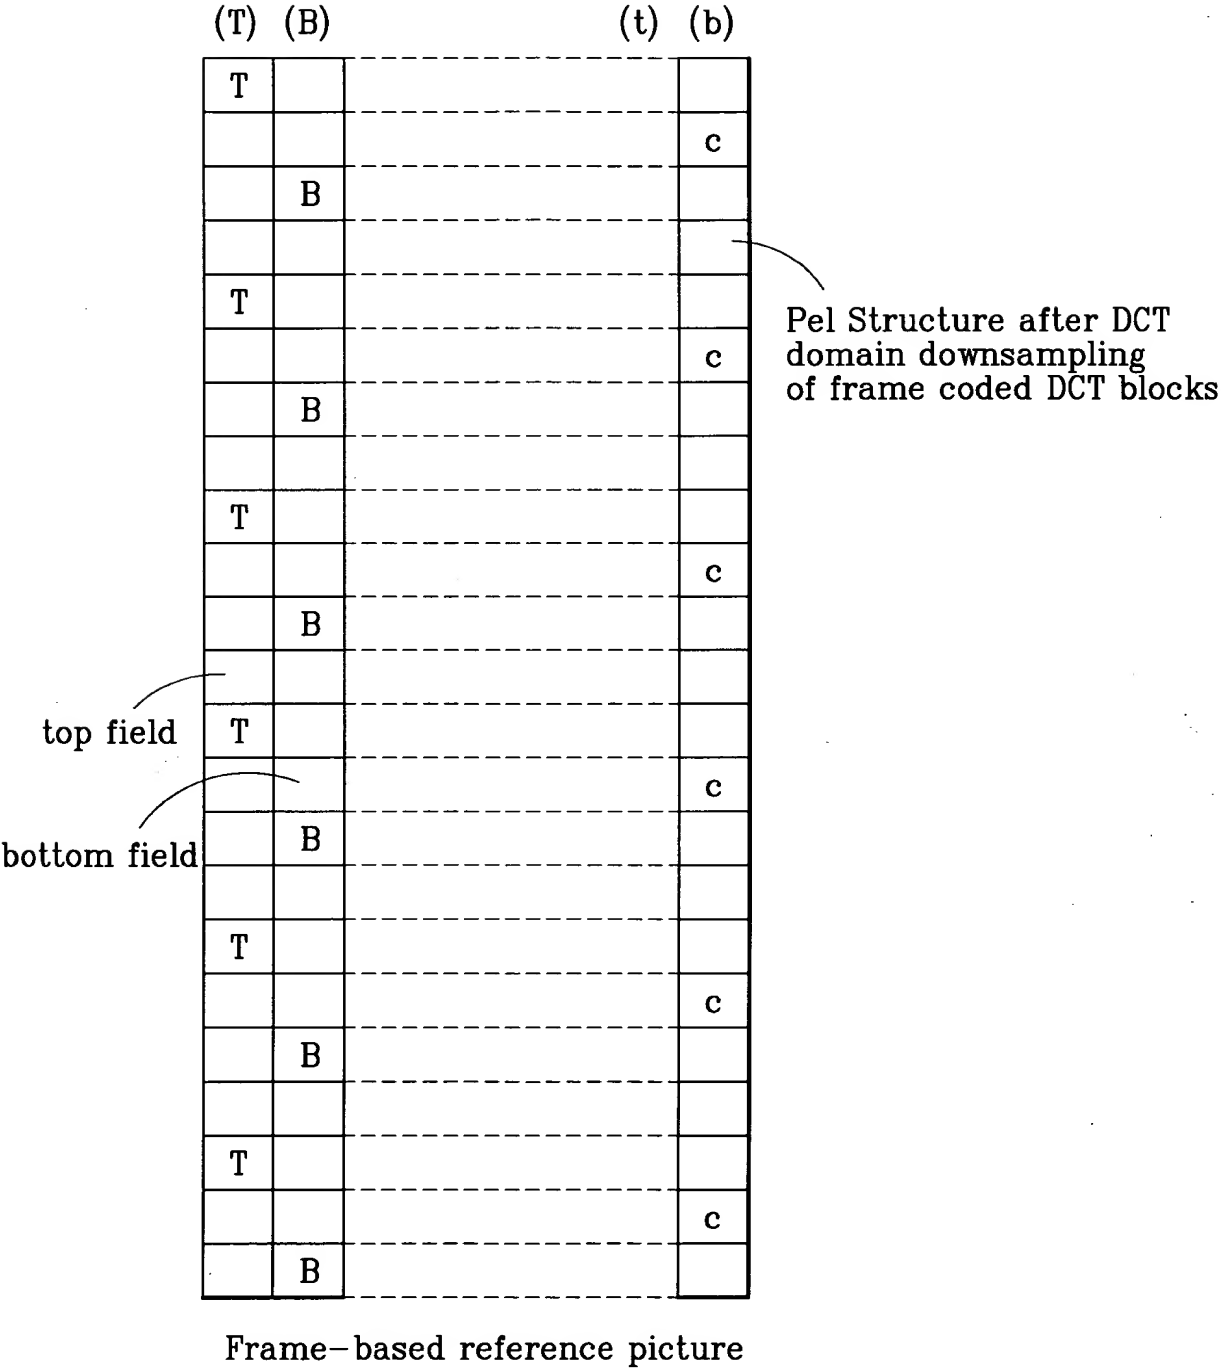 (T) (B) (t) (b)
T
c
B
T
c
B
T
c
B
T
c
B
T
c
B
T
c
B
Pel Structure after DCT
domain downsampling
of frame coded DCT blocks
top field
bottom field
Frame-based reference picture